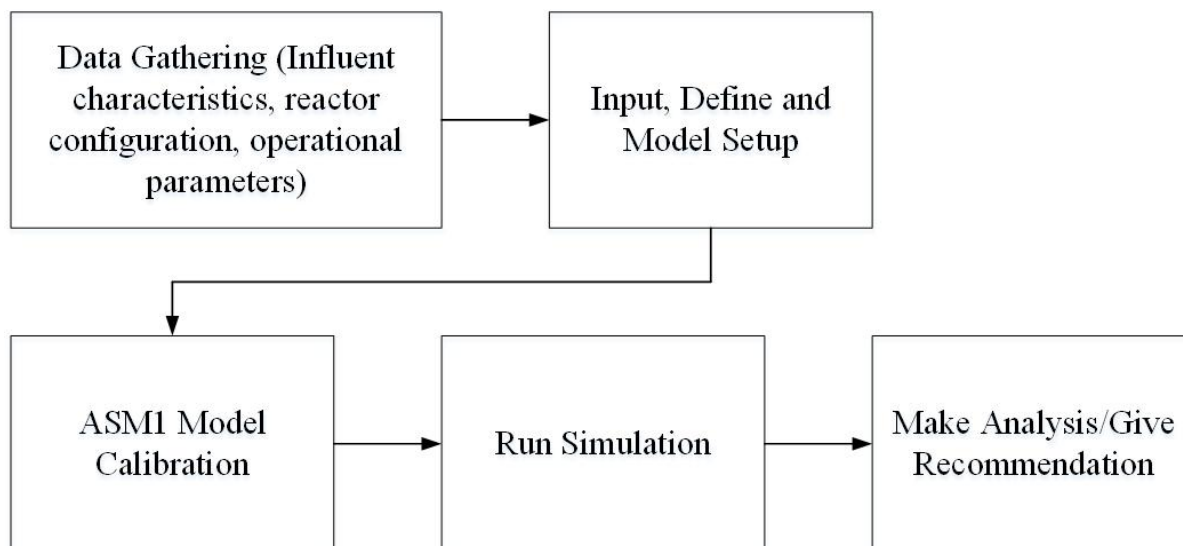 Data Gathering (Influent
characteristics, reactor
configuration, operational
parameters)
Input, Define and
Model Setup
ASM1 Model
Calibration
Run Simulation
Make Analysis/Give
Recommendation